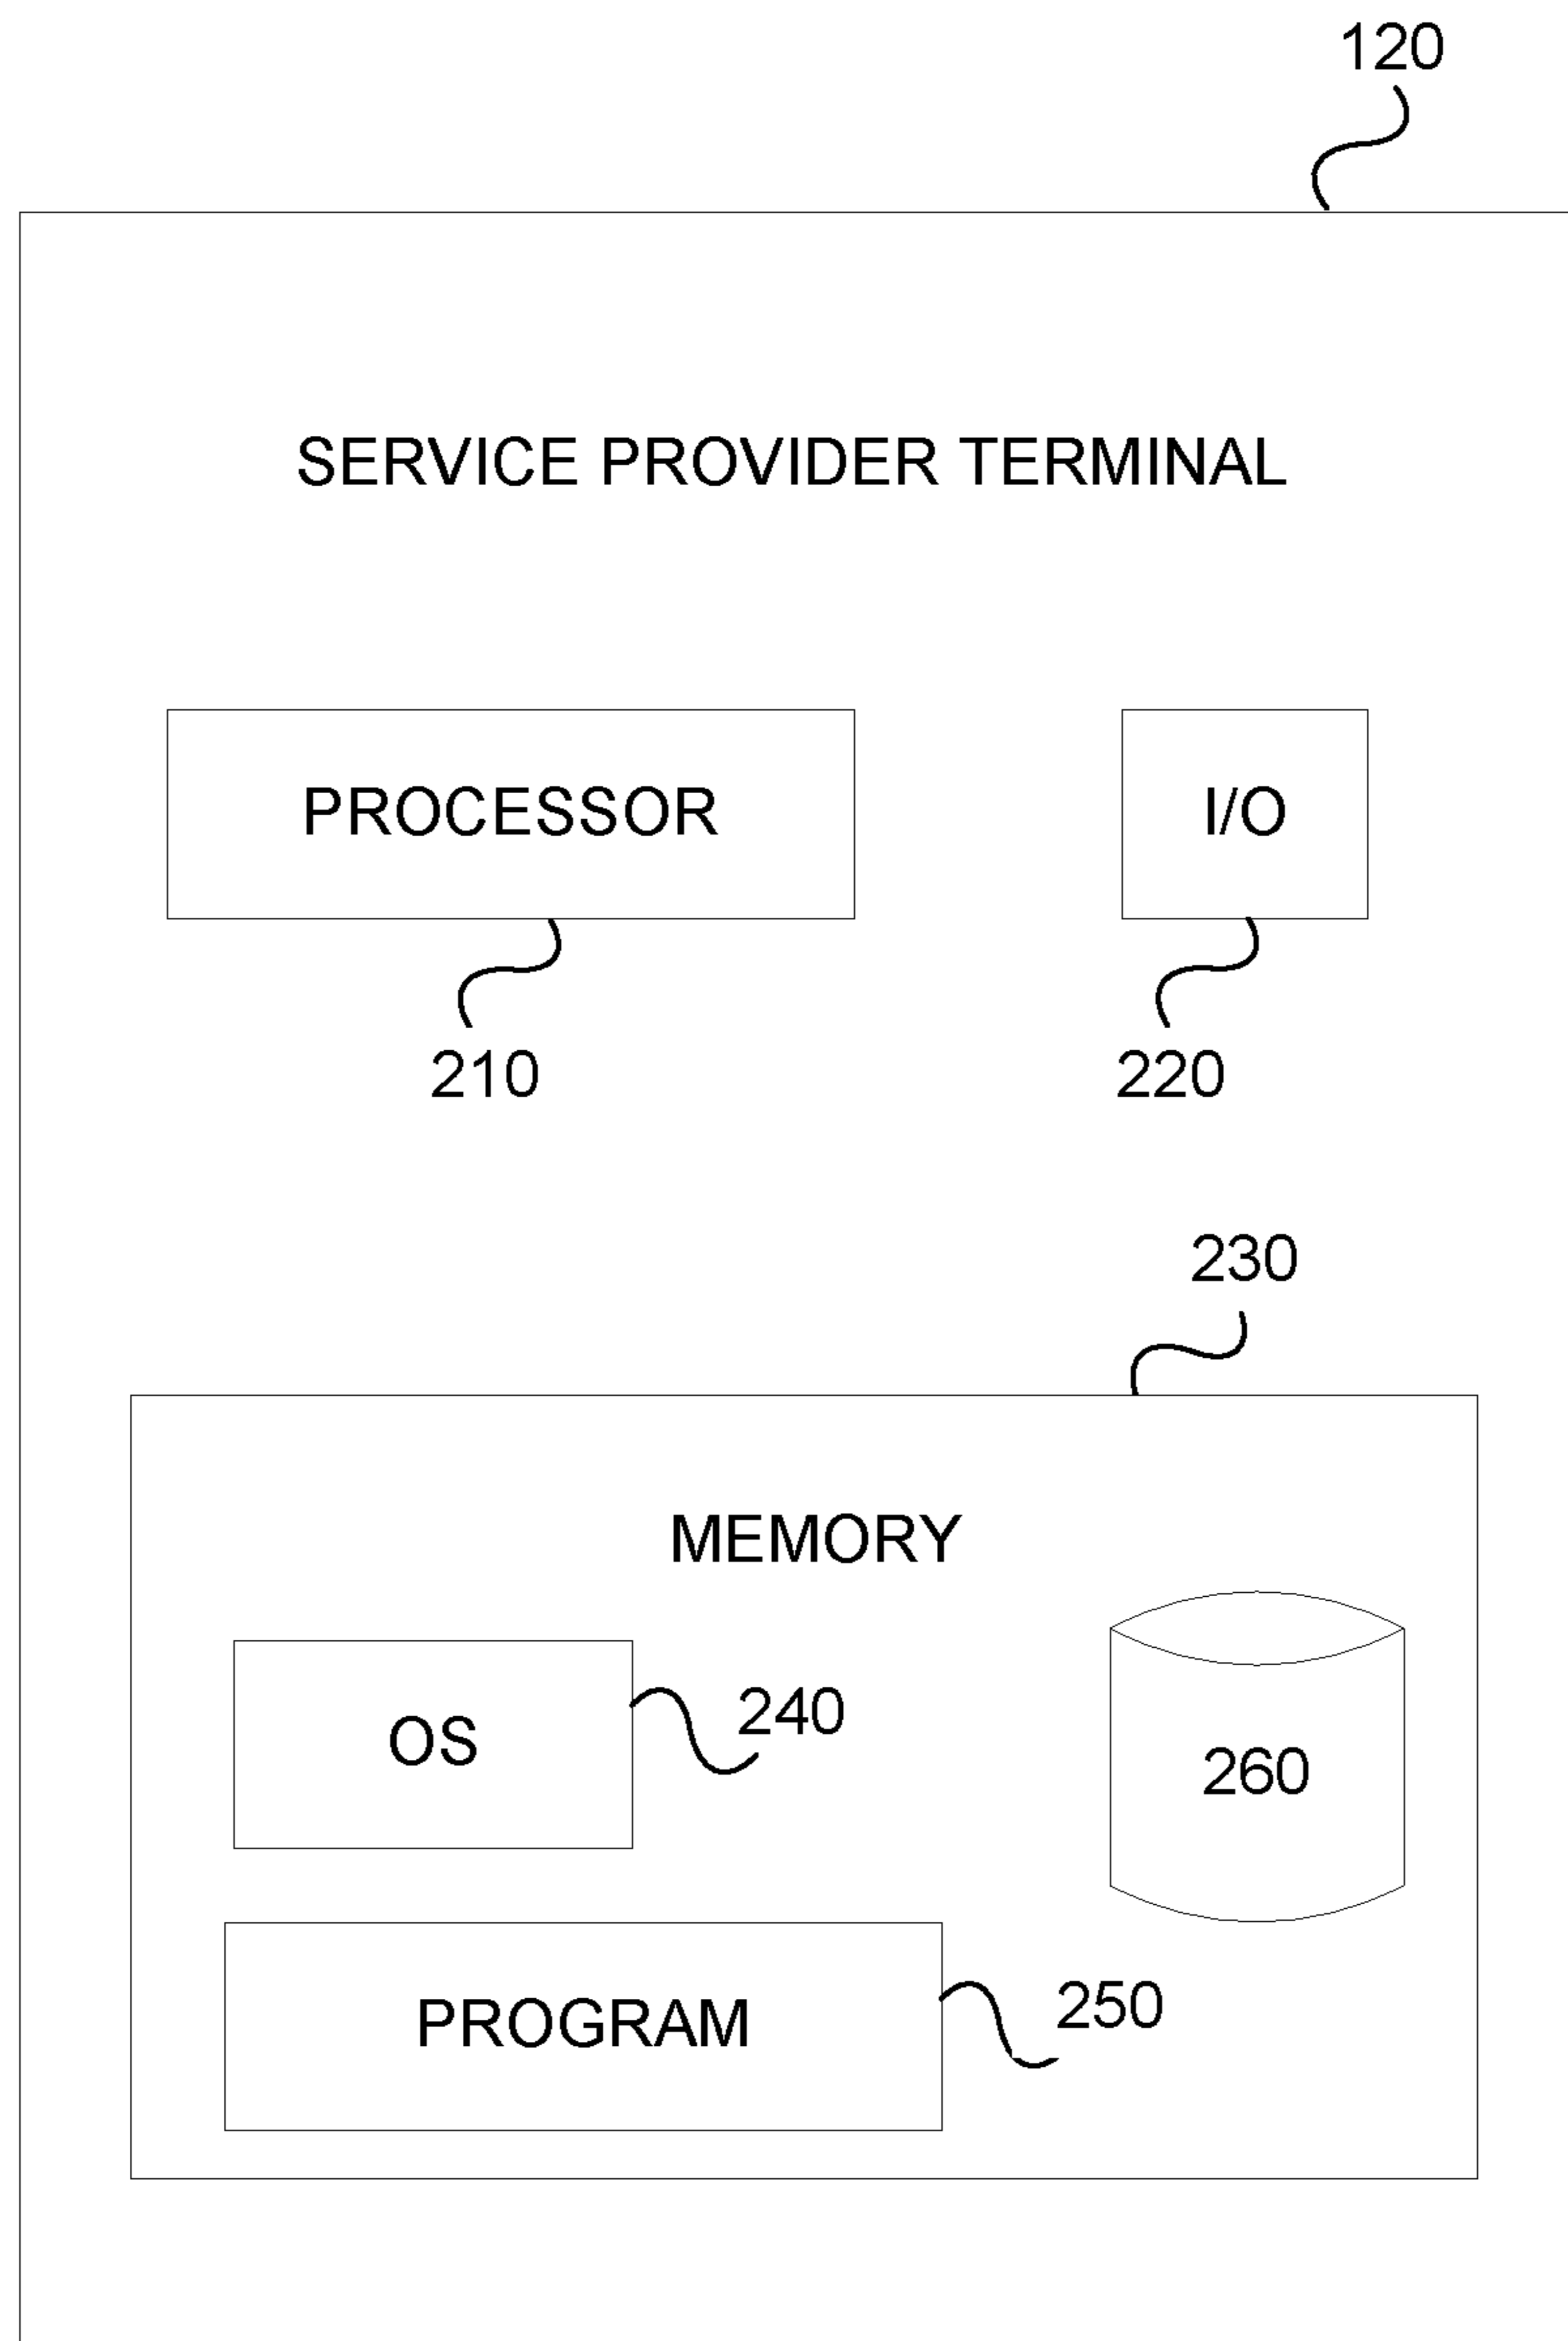 120
SERVICE PROVIDER TERMINAL
PROCESSOR
I/O
210
220
230
MEMORY
OS
240
260
PROGRAM
250